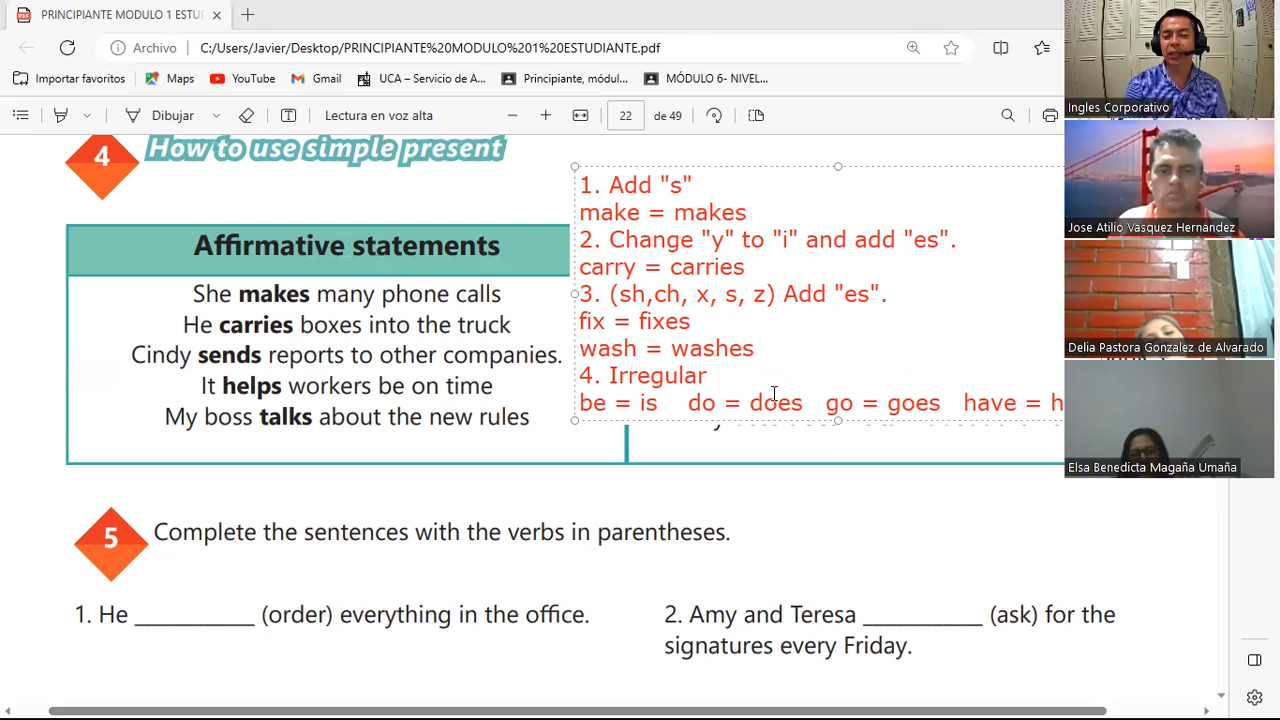 PRINCIPIANTE MODULO 1 ESTU
Archivo
C:/Users/Javier/Desktop/PRINCIPIANTE%20MODULO%201%20ESTUDIANTE.pdf
Importar favoritos
Maps
YouTube
Gmail
UCA – Servicio de A...
Principiante, módul...
MÓDULO 6- NIVEL...
Dibujar
Lectura en voz alta
22
de 49
4
How to use simple present
Affirmative statements
She makes many phone calls
He carries boxes into the truck
Cindy sends reports to other companies.
It helps workers be on time
My boss talks about the new rules
1. Add "s"
make = makes
2. Change "y" to "i" and add "es".
carry = carries
3. (sh,ch, x, s, z) Add "es".
fix = fixes
wash = washes
4. Irregular
be = is do = does go = goes have = h
5
Complete the sentences with the verbs in parentheses.
1. He ____________ (order) everything in the office.
2. Amy and Teresa ____________ (ask) for the
signatures every Friday.
Ingles Corporativo
Jose Atilio Vasquez Hernandez
Delia Pastora Gonzalez de Alvarado
Elsa Benedicta Magaña Umaña